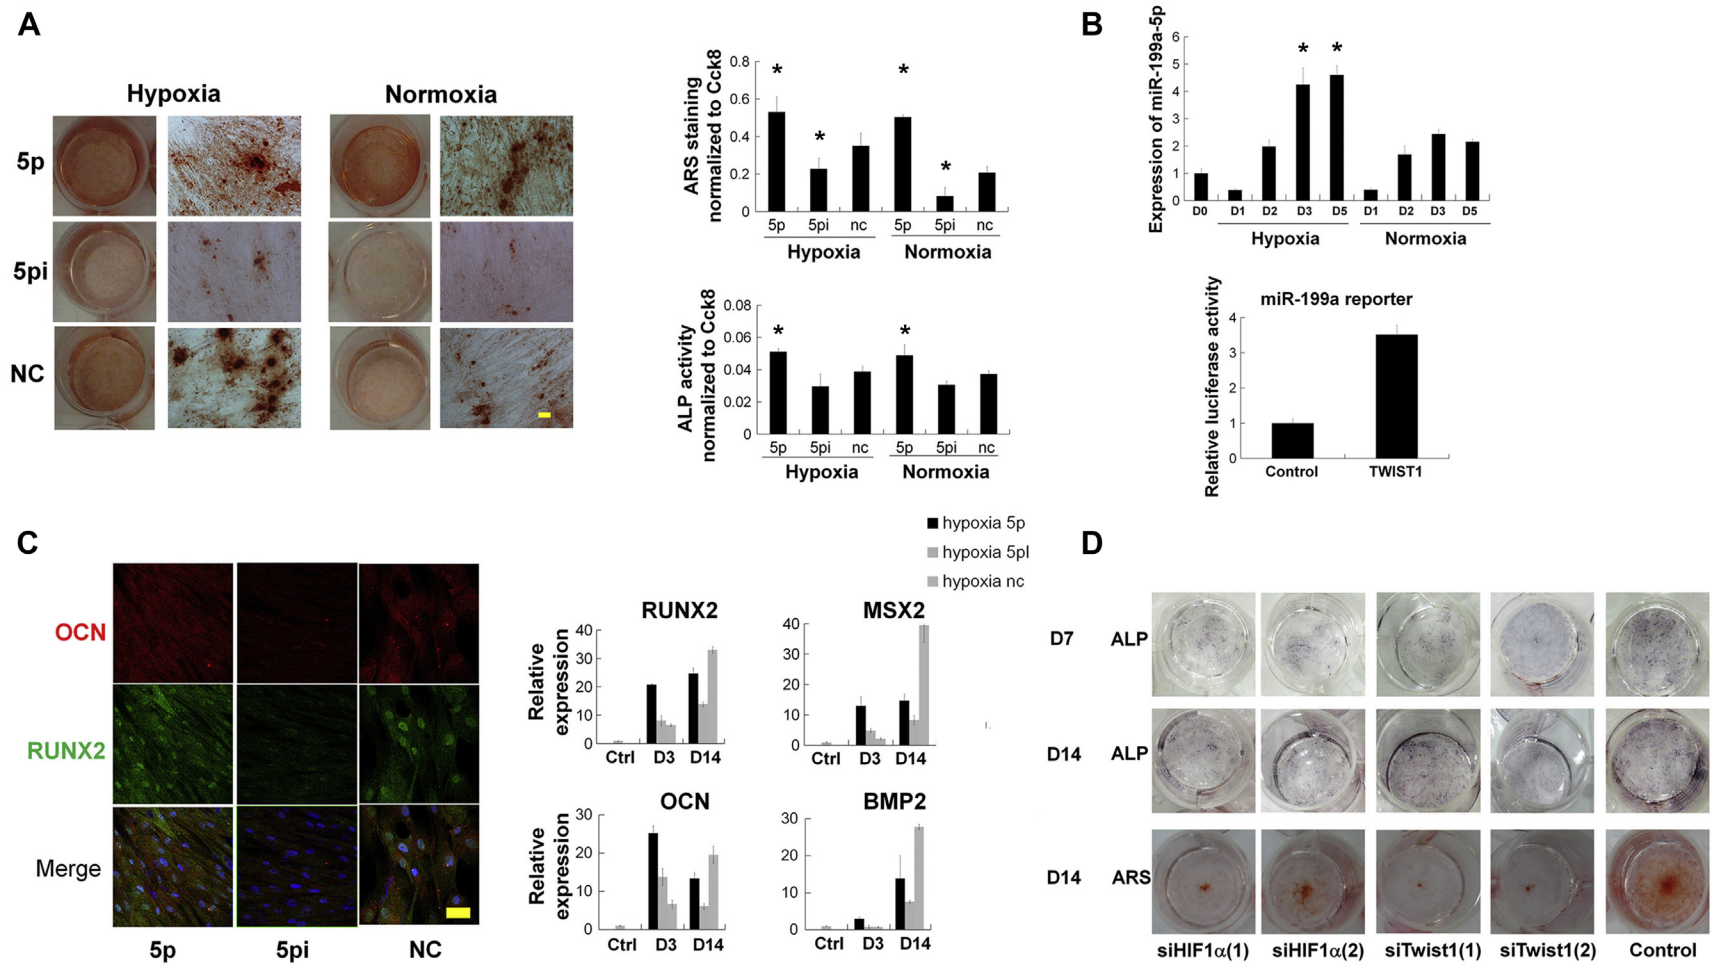 A
Hypoxia Normoxia
5p
5pi
NC
ARS staining
normalized to Cck8
0.8
0.6
0.4
0.2
0
* * * *
5p 5pi nc 5p 5pi nc
Hypoxia Normoxia
ALP activity
normalized to Cck8
0.08
0.06
0.04
0.02
0
* *
5p 5pi nc 5p 5pi nc
Hypoxia Normoxia
B
Expression of miR-199a-5p
6
5
4
3
2
1
0
* *
D0 D1 D2 D3 D5 D1 D2 D3 D5
Hypoxia Normoxia
miR-199a reporter
Relative luciferase activity
4
3
2
1
0
Control TWIST1
C
OCN
RUNX2
Merge
5p 5pi NC
hypoxia 5p
hypoxia 5pI
hypoxia nc
RUNX2
Relative
expression
40
30
20
10
0
Ctrl D3 D14
MSX2
40
30
20
10
0
Ctrl D3 D14
OCN
Relative
expression
30
20
10
0
Ctrl D3 D14
BMP2
30
20
10
0
Ctrl D3 D14
D
D7 ALP
D14 ALP
D14 ARS
siHIF1α(1) siHIF1α(2) siTwist1(1) siTwist1(2) Control